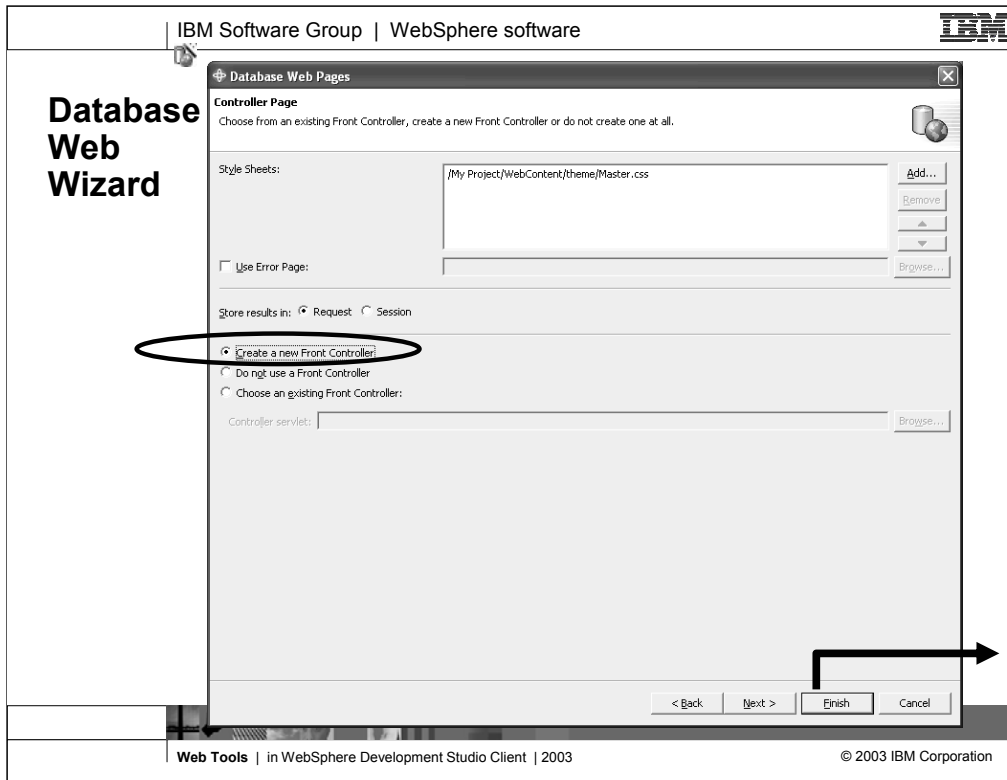 IBM Software Group | WebSphere software
IBM
Database Web Wizard
Database Web Pages
Controller Page
Choose from an existing Front Controller, create a new Front Controller or do not create one at all.
Style Sheets:
/My Project/WebContent/theme/Master.css
Add...
Remove
Use Error Page:
Browse...
Store results in: Request Session
Create a new Front Controller
Do not use a Front Controller
Choose an existing Front Controller:
Controller servlet:
Browse...
< Back Next > Finish Cancel
Web Tools | in WebSphere Development Studio Client | 2003
© 2003 IBM Corporation